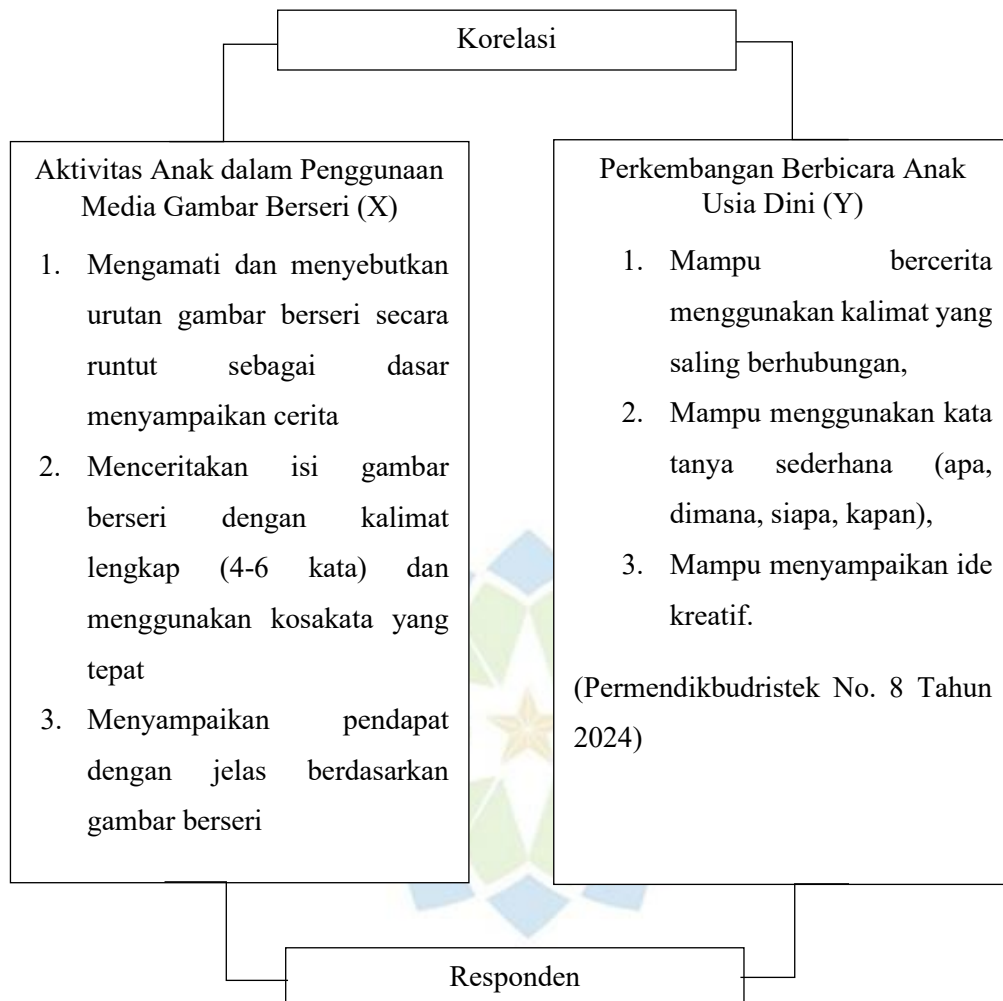 Korelasi
Aktivitas Anak dalam Penggunaan
Media Gambar Berseri (X)
1. Mengamati dan menyebutkan
urutan gambar berseri secara
runtut sebagai dasar
menyampaikan cerita
2. Menceritakan isi gambar
berseri dengan kalimat
lengkap (4-6 kata) dan
menggunakan kosakata yang
tepat
3. Menyampaikan pendapat
dengan jelas berdasarkan
gambar berseri
Perkembangan Berbicara Anak
Usia Dini (Y)
1. Mampu bercerita
menggunakan kalimat yang
saling berhubungan,
2. Mampu menggunakan kata
tanya sederhana (apa,
dimana, siapa, kapan),
3. Mampu menyampaikan ide
kreatif.
(Permendikbudristek No. 8 Tahun
2024)
Responden